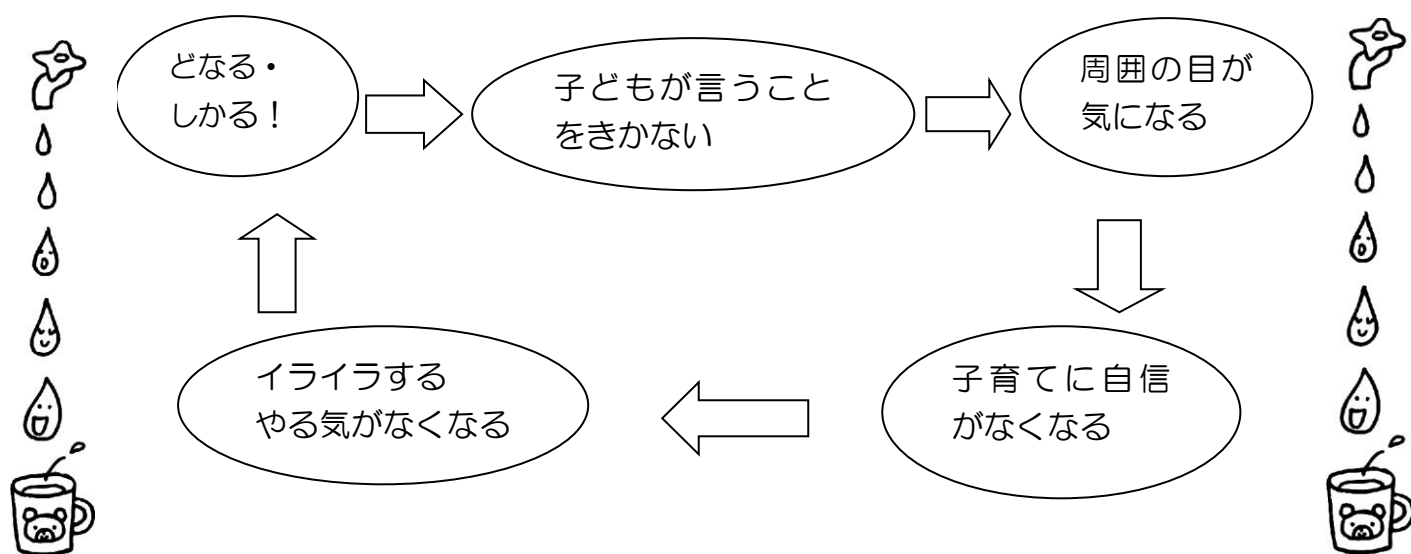 どなる・
しかる！
子どもが言うこと
をきかない
周囲の目が
気になる
子育てに自信
がなくなる
イライラする
やる気がなくなる